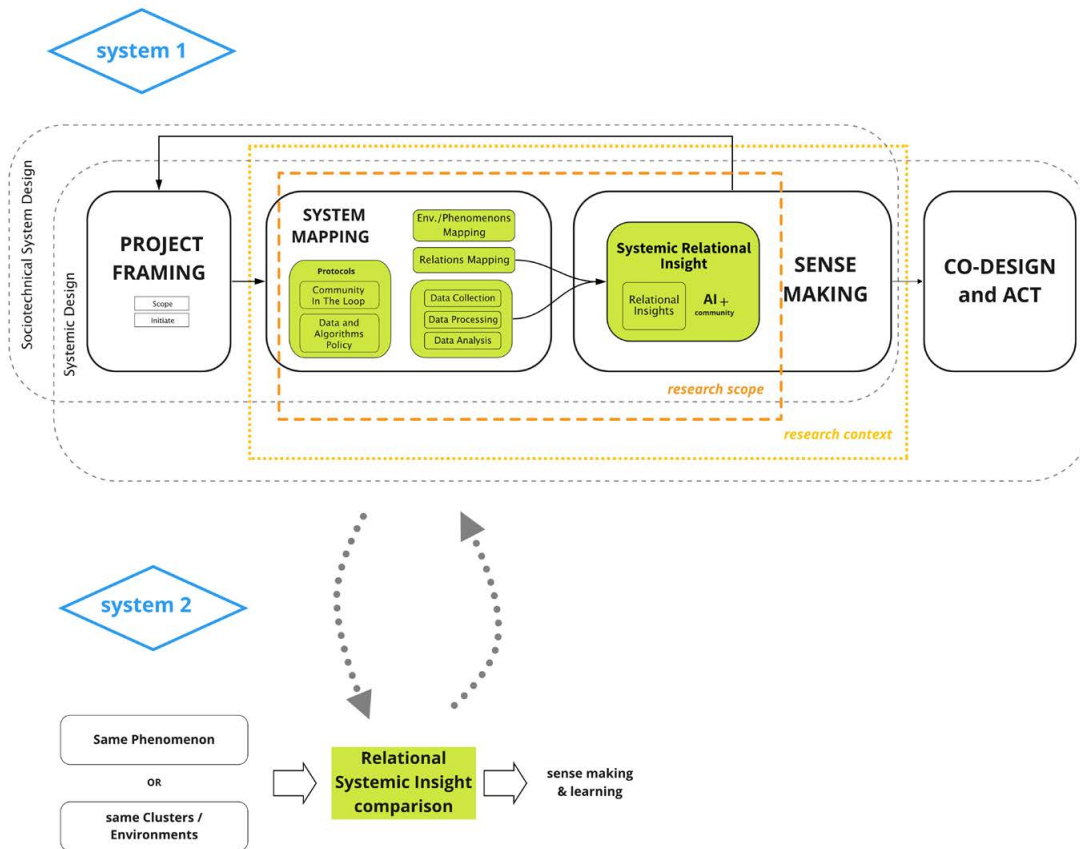 system 1
Sociotechnical System Design
Systemic Design
PROJECT
FRAMING
Scope
Initiate
SYSTEM
MAPPING
Protocols
Community
In The Loop
Data and
Algorithms
Policy
Env./Phenomenons
Mapping
Relations Mapping
Data Collection
Data Processing
Data Analysis
Systemic Relational
Insight
Relational
Insights
AI +
community
SENSE
MAKING
CO-DESIGN
and ACT
research scope
research context
system 2
Same Phenomenon
OR
same Clusters /
Environments
Relational
Systemic Insight
comparison
sense making
& learning